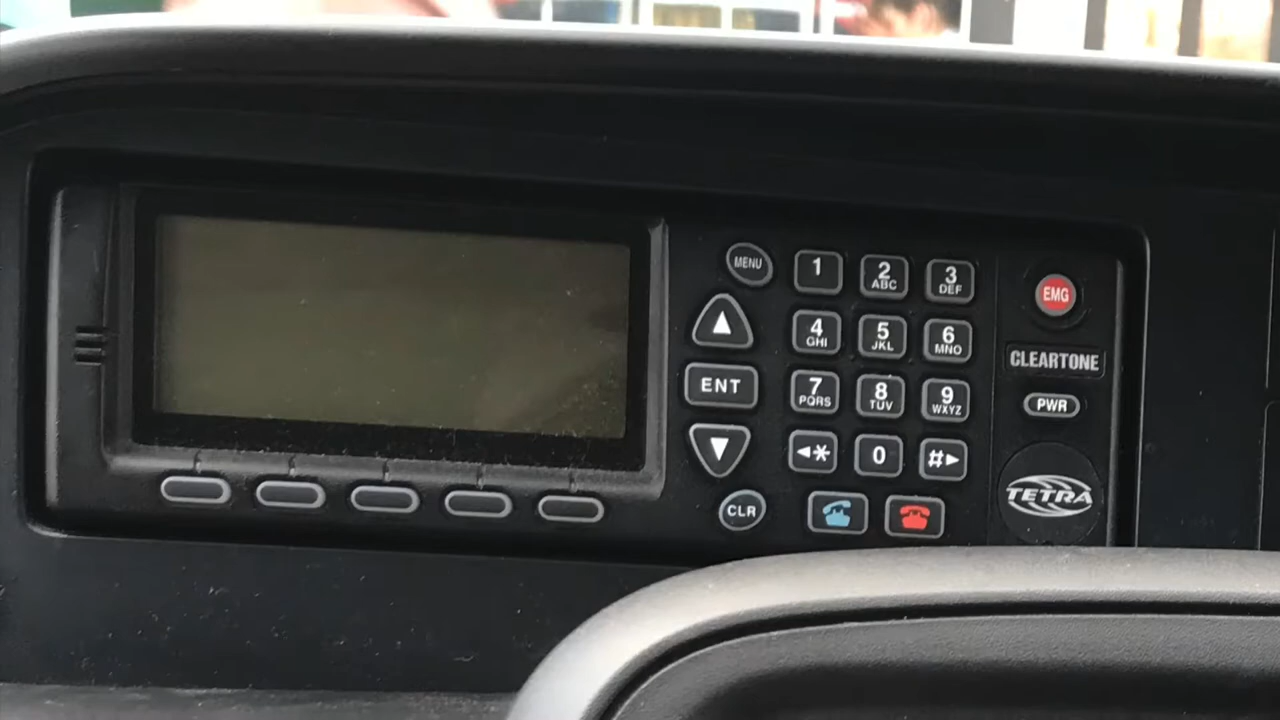 MENU
1
2
ABC
3
DEF
EMG
4
GHI
5
JKL
6
MNO
CLEARTONE
ENT
7
PQRS
8
TUV
9
WXYZ
PWR
◄*
0
#►
CLR
TETRA